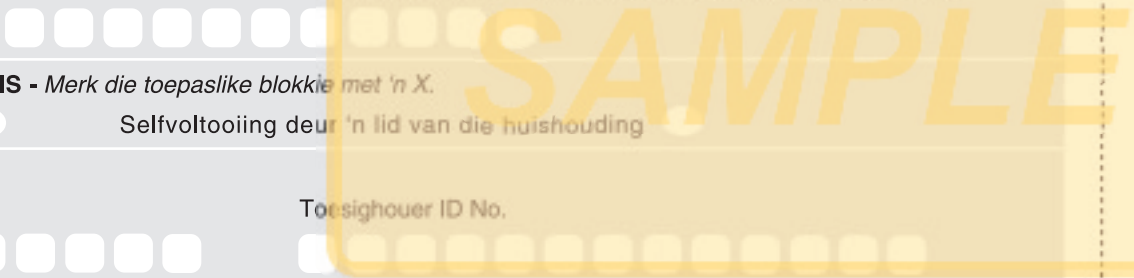 SAMPLE
IS - Merk die toepaslike blokkie met 'n X.
Selfvoltooiing deur 'n lid van die huishouding
Toesighouer ID No.